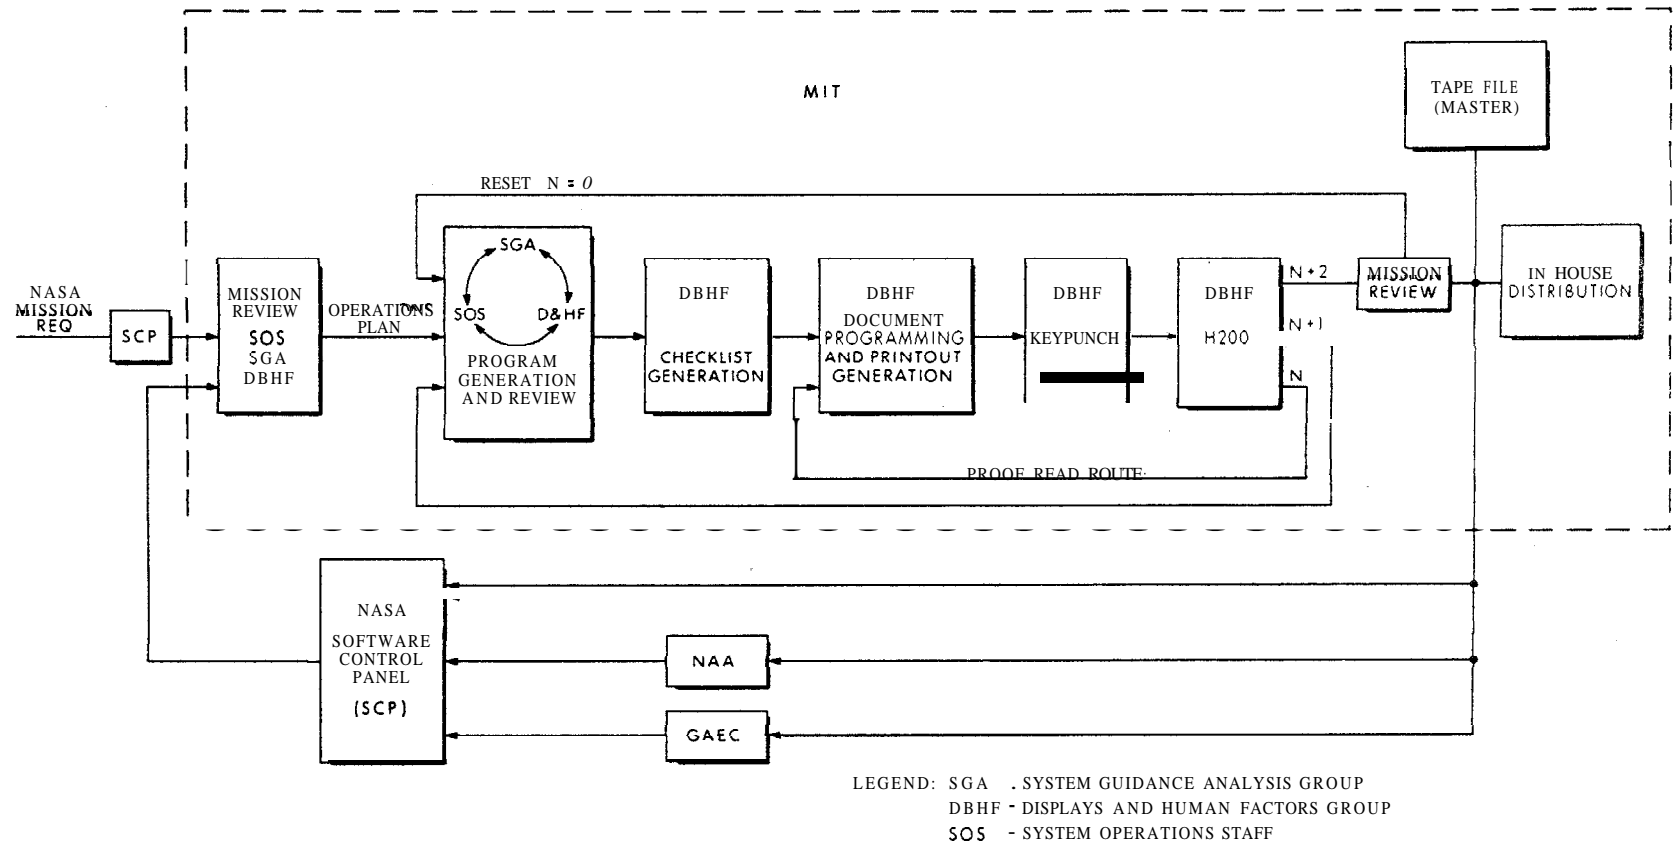 MIT
TAPE FILE
(MASTER)
RESET N = 0
NASA
MISSION
REQ
SCP
MISSION
REVIEW
SOS
SGA
DBHF
OPERATIONS
PLAN
SGA
SOS
D&HF
PROGRAM
GENERATION
AND REVIEW
DBHF
CHECKLIST
GENERATION
DBHF
DOCUMENT
PROGRAMMING
AND PRINTOUT
GENERATION
DBHF
KEYPUNCH
DBHF
H200
N+2
N+1
N
MISSION
REVIEW
IN HOUSE
DISTRIBUTION
PROOF READ ROUTE
NASA
SOFTWARE
CONTROL
PANEL
(SCP)
NAA
GAEC
LEGEND: SGA . SYSTEM GUIDANCE ANALYSIS GROUP
DBHF - DISPLAYS AND HUMAN FACTORS GROUP
SOS - SYSTEM OPERATIONS STAFF